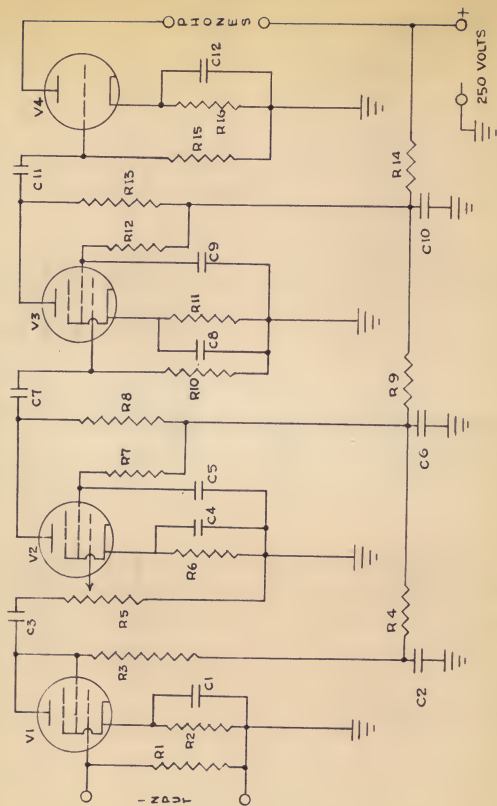 V1
V2
V3
V4
C3
C7
C11
PHONES
R3
R8
R13
R7
R12
R5
C5
C9
C12
C1
C4
R16
R15
R1
R2
R6
C8
R11
R10
INPUT
R4
R9
R14
C2
C6
C10
+
−
250 VOLTS